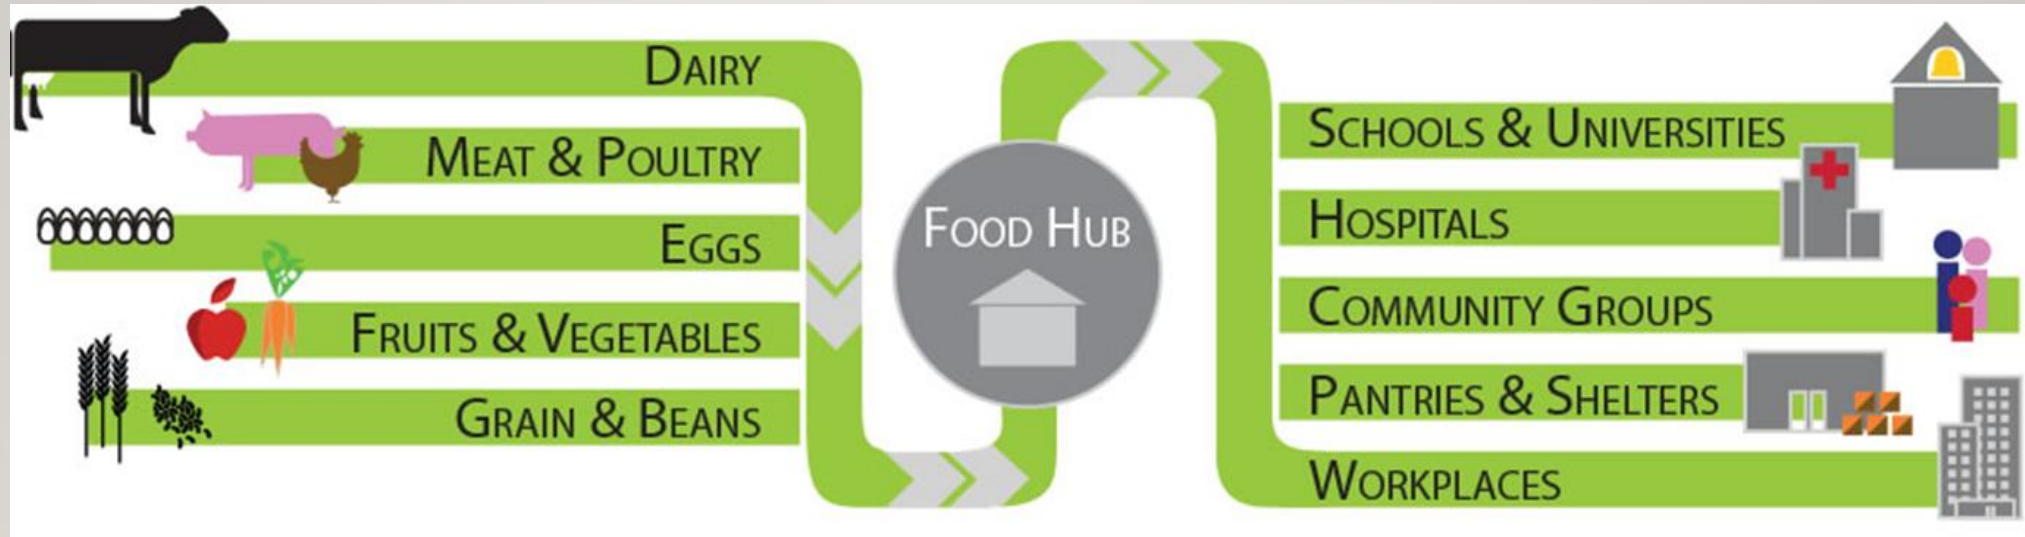 DAIRY
MEAT & POULTRY
EGGS
FRUITS & VEGETABLES
GRAIN & BEANS
FOOD HUB
SCHOOLS & UNIVERSITIES
HOSPITALS
COMMUNITY GROUPS
PANTRIES & SHELTERS
WORKPLACES